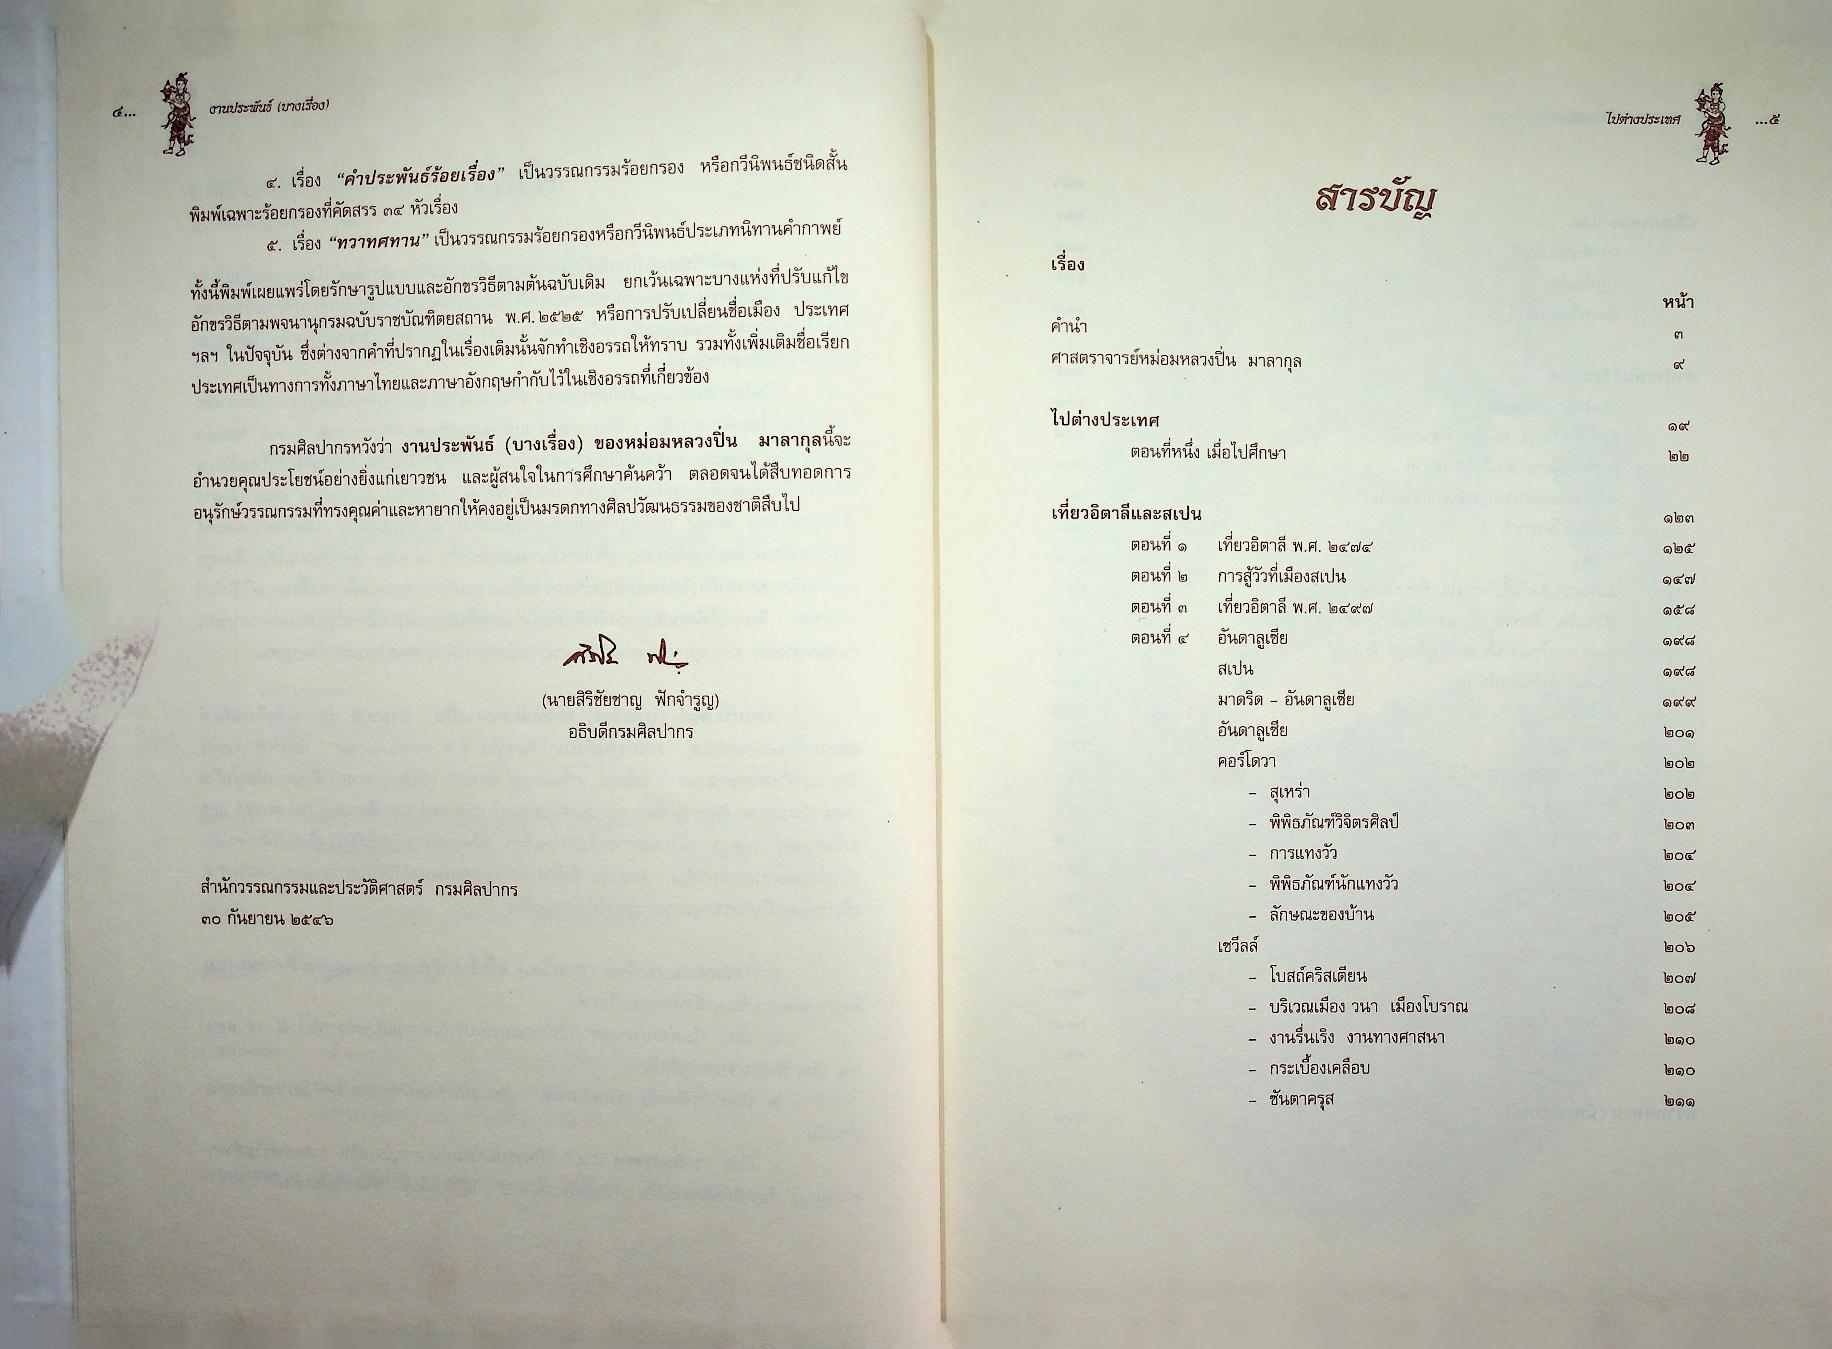 ๔...
งานประพันธ์ (บางเรื่อง)
๔. เรื่อง “คำประพันธ์ร้อยเรื่อง” เป็นวรรณกรรมร้อยกรอง หรือกวีนิพนธ์ชนิดสั้น
พิมพ์เฉพาะร้อยกรองที่คัดสรร ๓๔ หัวเรื่อง
๕. เรื่อง “ทวาทศทาน” เป็นวรรณกรรมร้อยกรองหรือกวีนิพนธ์ประเภทนิทานคำกาพย์
ทั้งนี้พิมพ์เผยแพร่โดยรักษารูปแบบและอักขรวิธีตามต้นฉบับเดิม ยกเว้นเฉพาะบางแห่งที่ปรับแก้ไข
อักขรวิธีตามพจนานุกรมฉบับราชบัณฑิตยสถาน พ.ศ. ๒๕๒๕ หรือการปรับเปลี่ยนชื่อเมือง ประเทศ
ฯลฯ ในปัจจุบัน ซึ่งต่างจากคำที่ปรากฏในเรื่องเดิมนั้นจักทำเชิงอรรถให้ทราบ รวมทั้งเพิ่มเติมชื่อเรียก
ประเทศเป็นทางการทั้งภาษาไทยและภาษาอังกฤษกำกับไว้ในเชิงอรรถที่เกี่ยวข้อง
กรมศิลปากรหวังว่า งานประพันธ์ (บางเรื่อง) ของหม่อมหลวงปิ่น มาลากุลนี้จะ
อำนวยคุณประโยชน์อย่างยิ่งแก่เยาวชน และผู้สนใจในการศึกษาค้นคว้า ตลอดจนได้สืบทอดการ
อนุรักษ์วรรณกรรมที่ทรงคุณค่าและหายากให้คงอยู่เป็นมรดกทางศิลปวัฒนธรรมของชาติสืบไป
(นายสิริชัยชาญ ฟักจำรูญ)
อธิบดีกรมศิลปากร
สำนักวรรณกรรมและประวัติศาสตร์ กรมศิลปากร
๓๐ กันยายน ๒๕๔๖
ไปต่างประเทศ
...๕
สารบัญ
เรื่อง
หน้า
คำนำ ๓
ศาสตราจารย์หม่อมหลวงปิ่น มาลากุล ๙
ไปต่างประเทศ ๑๙
ตอนที่หนึ่ง เมื่อไปศึกษา ๒๒
เที่ยวอิตาลีและสเปน ๑๒๓
ตอนที่ ๑ เที่ยวอิตาลี พ.ศ. ๒๔๗๔ ๑๒๕
ตอนที่ ๒ การสู้วัวที่เมืองสเปน ๑๔๗
ตอนที่ ๓ เที่ยวอิตาลี พ.ศ. ๒๔๙๗ ๑๕๘
ตอนที่ ๔ อันดาลูเซีย ๑๙๘
สเปน ๑๙๘
มาดริด – อันดาลูเซีย ๑๙๙
อันดาลูเซีย ๒๐๑
คอร์โดวา ๒๐๒
– สุเหร่า ๒๐๒
– พิพิธภัณฑ์วิจิตรศิลป์ ๒๐๓
– การแทงวัว ๒๐๔
– พิพิธภัณฑ์นักแทงวัว ๒๐๔
– ลักษณะของบ้าน ๒๐๕
เซวีลล์ ๒๐๖
– โบสถ์คริสเตียน ๒๐๗
– บริเวณเมือง วนา เมืองโบราณ ๒๐๘
– งานรื่นเริง งานทางศาสนา ๒๑๐
– กระเบื้องเคลือบ ๒๑๐
– ซันตาครุส ๒๑๑